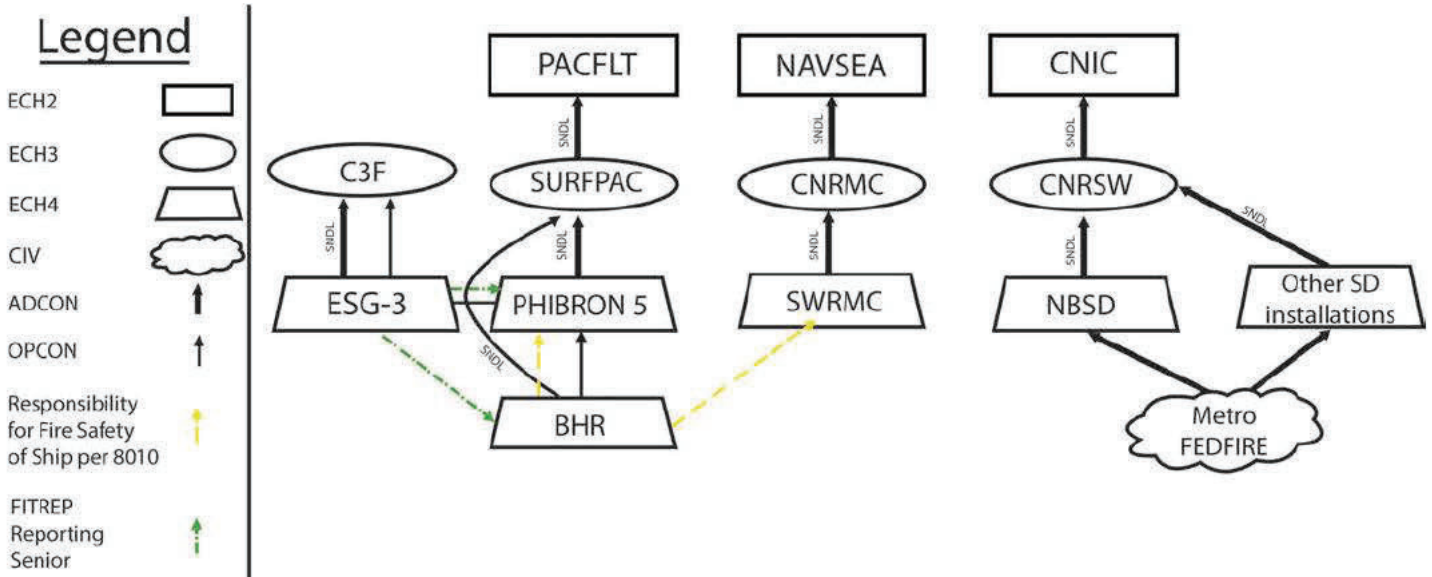 Legend
ECH2
ECH3
ECH4
CIV
ADCON
OPCON
Responsibility
for Fire Safety
of Ship per 8010
FITREP
Reporting
Senior
PACFLT
NAVSEA
CNIC
SNDL
SNDL
SNDL
C3F
SURFPAC
CNRMC
CNRSW
SNDL
SNDL
SNDL
SNDL
SNDL
ESG-3
PHIBRON 5
SWRMC
NBSD
Other SD
installations
SNDL
BHR
Metro
FEDFIRE